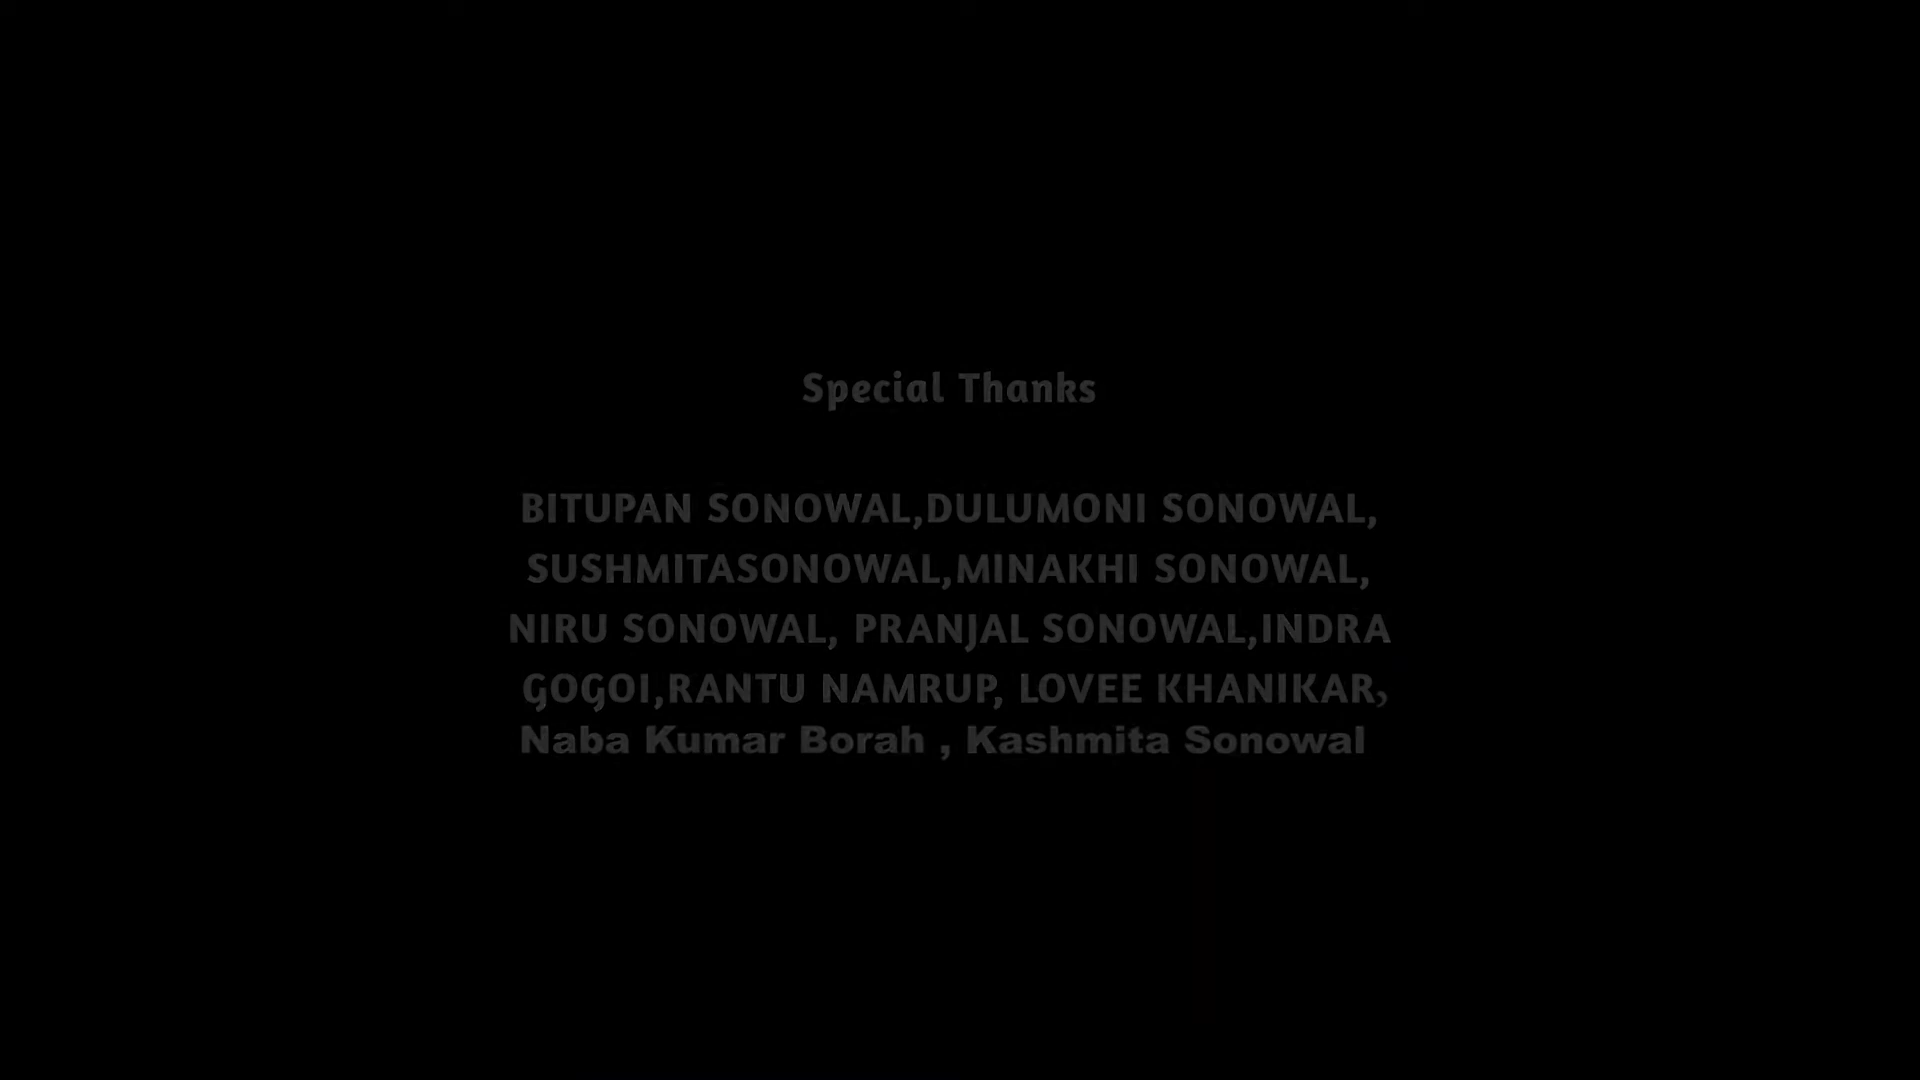 Special Thanks
BITUPAN SONOWAL,DULUMONI SONOWAL,
SUSHMITASONOWAL,MINAKHI SONOWAL,
NIRU SONOWAL, PRANJAL SONOWAL,INDRA
GOGOI,RANTU NAMRUP, LOVEE KHANIKAR,
Naba Kumar Borah , Kashmita Sonowal